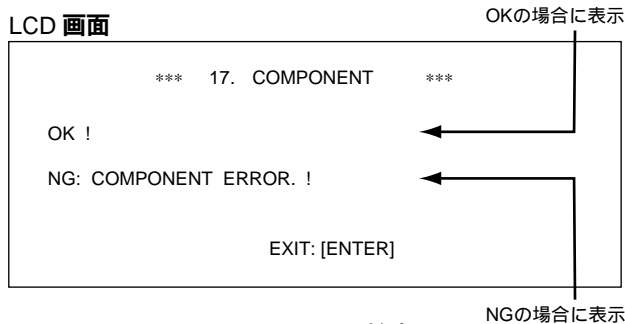 OKの場合に表示
LCD 画面
*** 17. COMPONENT ***
OK !
NG: COMPONENT ERROR. !
EXIT: [ENTER]
NGの場合に表示